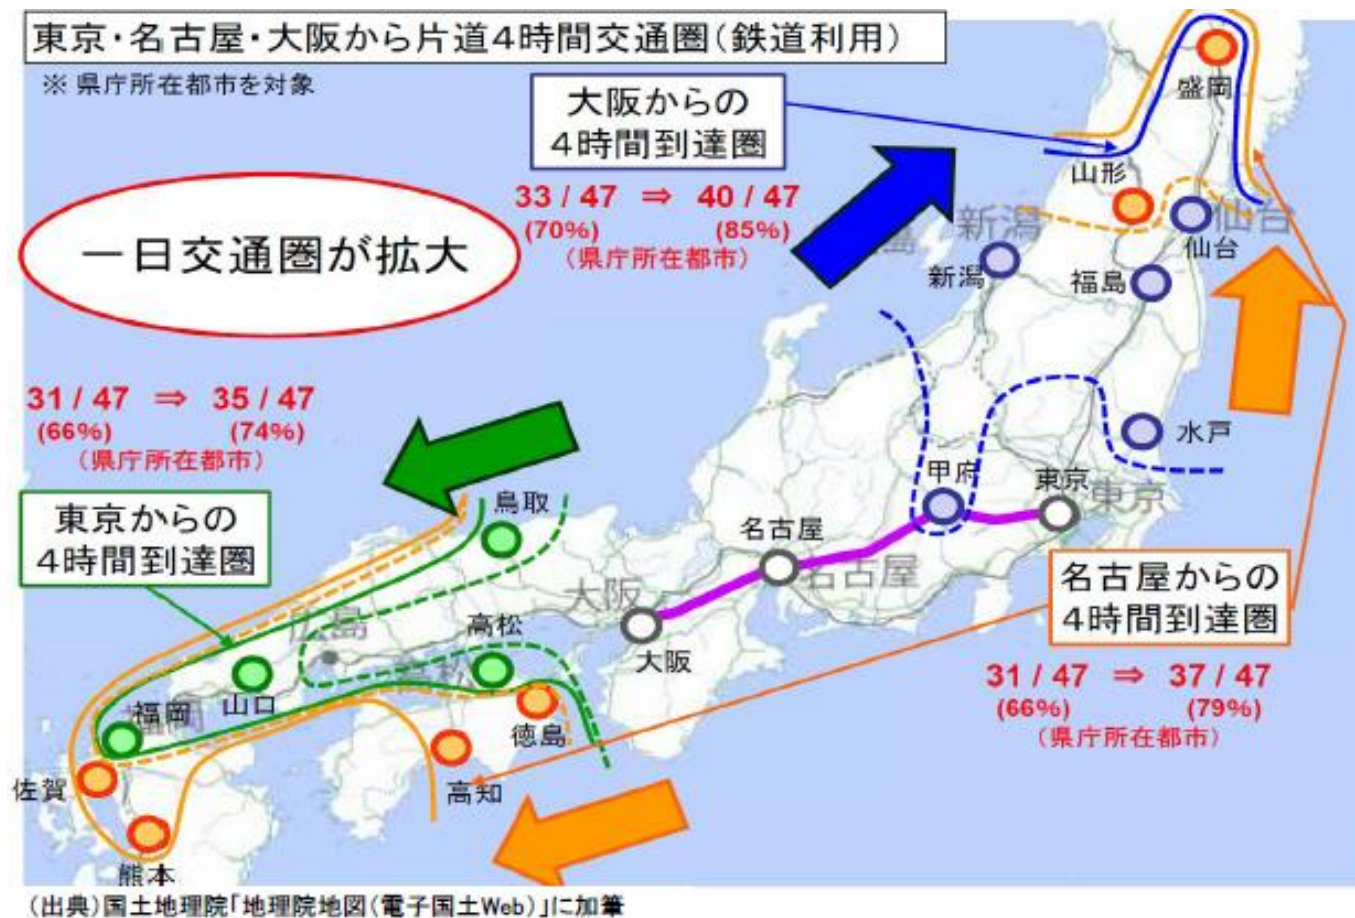 東京・名古屋・大阪から片道4時間交通圏(鉄道利用)
※ 県庁所在都市を対象
大阪からの
4時間到達圏
33 / 47 ⇒ 40 / 47
(70%) (85%)
(県庁所在都市)
一日交通圏が拡大
31 / 47 ⇒ 35 / 47
(66%) (74%)
(県庁所在都市)
東京からの
4時間到達圏
名古屋からの
4時間到達圏
31 / 47 ⇒ 37 / 47
(66%) (79%)
(県庁所在都市)
盛岡
山形
仙台
仙台
新潟
新潟
福島
水戸
甲府
東京
東京
名古屋
名古屋
大阪
大阪
鳥取
広島
高松
山口
福岡
徳島
高知
佐賀
熊本
(出典)国土地理院「地理院地図(電子国土Web)」に加筆